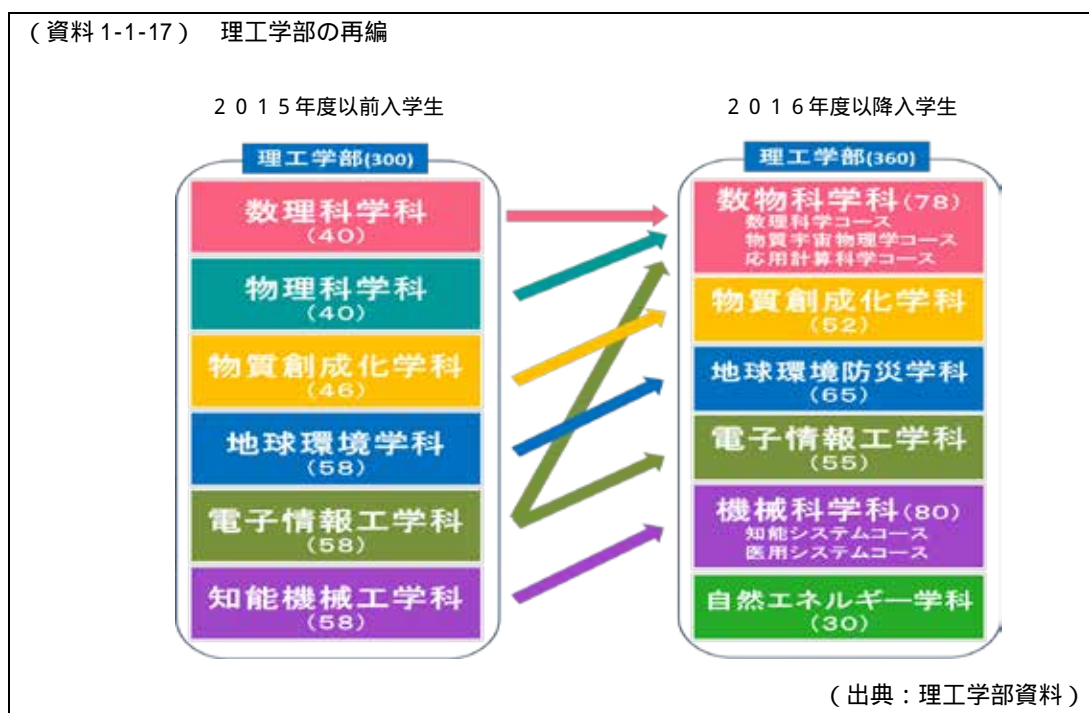 （資料 1-1-17）　理工学部の再編
２０１５年度以前入学生
理工学部(300)
数理科学科
(40)
物理科学科
(40)
物質創成化学科
(46)
地球環境学科
(58)
電子情報工学科
(58)
知能機械工学科
(58)
２０１６年度以降入学生
理工学部(360)
数物科学科(78)
数理科学コース
物質宇宙物理学コース
応用計算科学コース
物質創成化学科
(52)
地球環境防災学科
(65)
電子情報工学科
(55)
機械科学科(80)
知能システムコース
医用システムコース
自然エネルギー学科
(30)
（出典：理工学部資料）